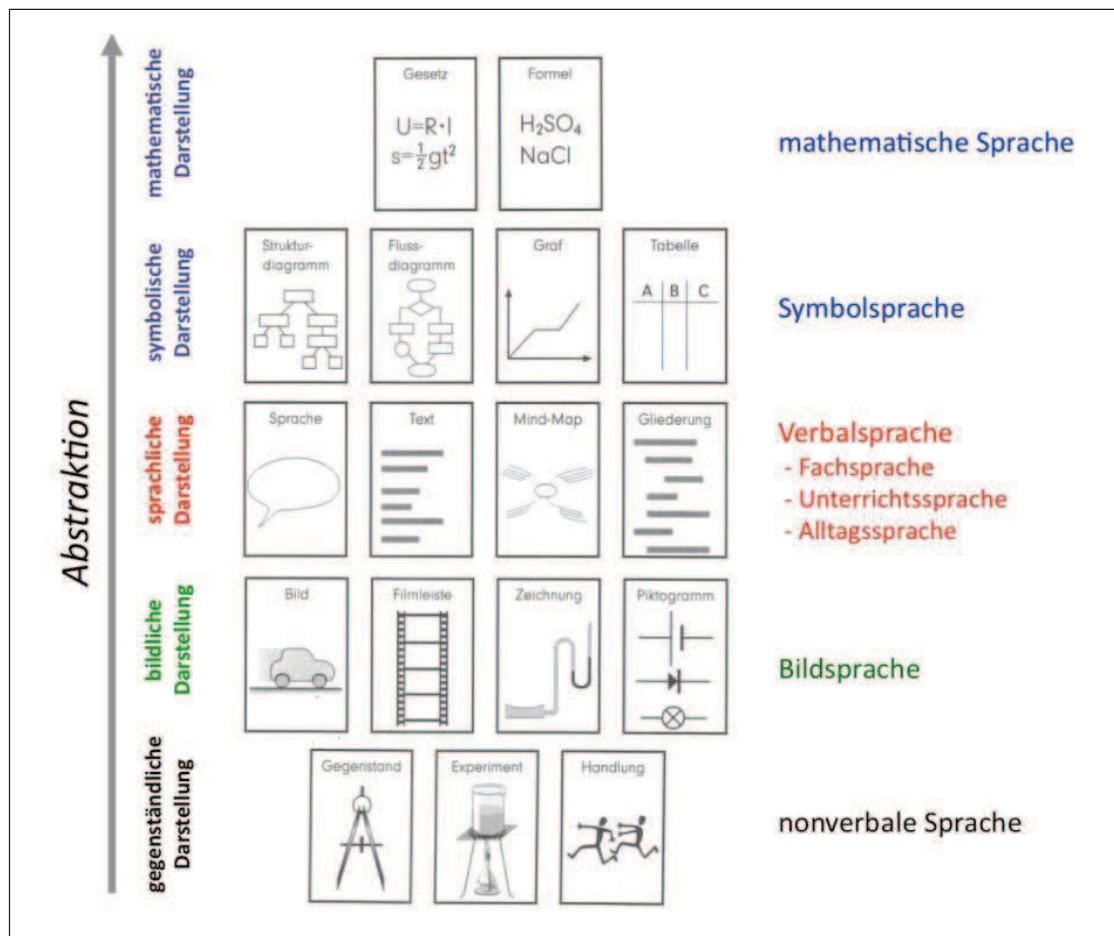 mathematische
Darstellung
Gesetz
U=R·I
s=½gt²
Formel
H₂SO₄
NaCl
mathematische Sprache
symbolische
Darstellung
Struktur-
diagramm
Fluss-
diagramm
Graf
Tabelle
A B C
Symbolsprache
Abstraktion
sprachliche
Darstellung
Sprache
Text
Mind-Map
Gliederung
Verbalsprache
- Fachsprache
- Unterrichtssprache
- Alltagssprache
bildliche
Darstellung
Bild
Filmleiste
Zeichnung
Piktogramm
Bildsprache
gegenständliche
Darstellung
Gegenstand
Experiment
Handlung
nonverbale Sprache